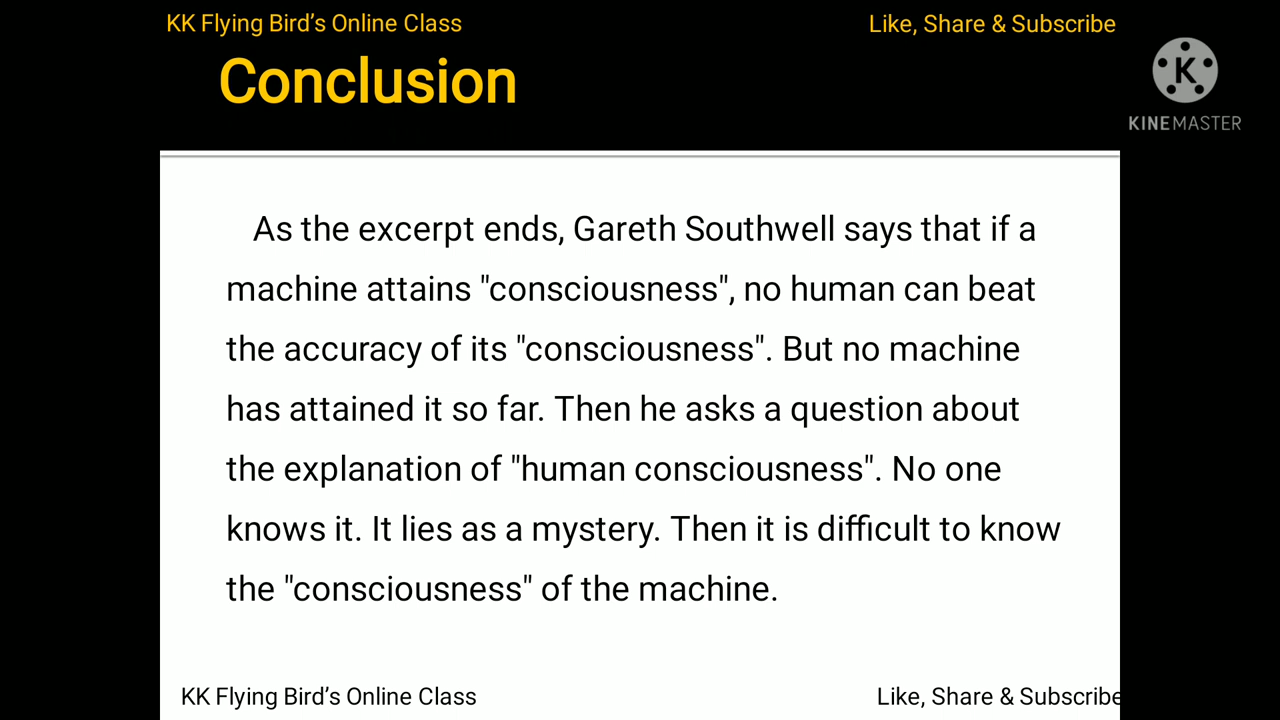 KK Flying Bird’s Online Class
Like, Share & Subscribe
Conclusion
K
KINEMASTER
As the excerpt ends, Gareth Southwell says that if a
machine attains "consciousness", no human can beat
the accuracy of its "consciousness". But no machine
has attained it so far. Then he asks a question about
the explanation of "human consciousness". No one
knows it. It lies as a mystery. Then it is difficult to know
the "consciousness" of the machine.
KK Flying Bird’s Online Class
Like, Share & Subscribe